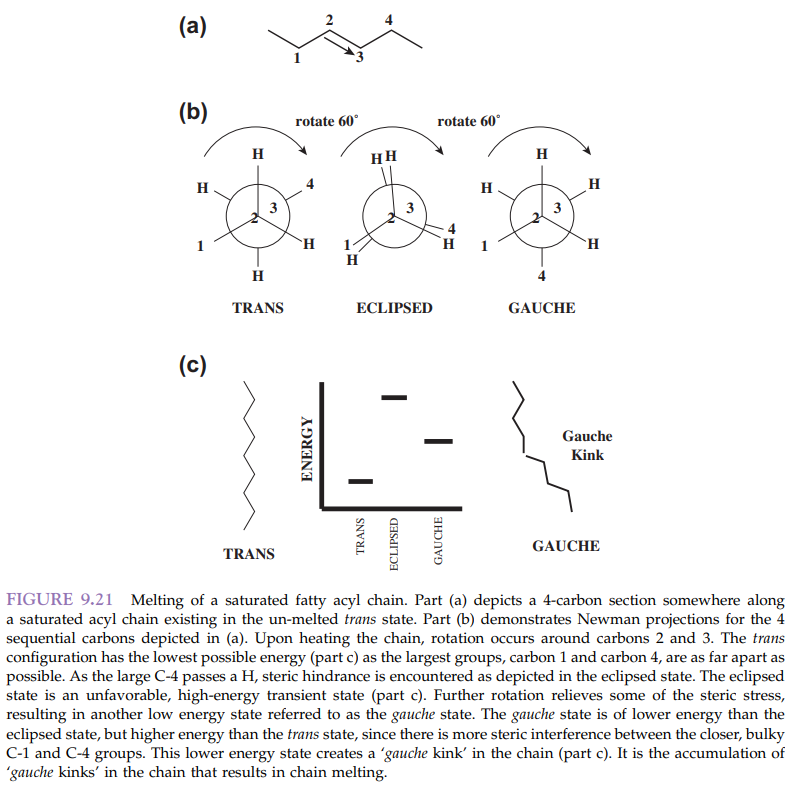 (a)
2 4
1 3
(b)
rotate 60° rotate 60°
H H H H
H 4 H H
3 3 3
2 2 2
1 H 1 4 1 H
H H
H 4
TRANS ECLIPSED GAUCHE
(c)
ENERGY
Gauche
Kink
TRANS
ECLIPSED
GAUCHE
TRANS
GAUCHE
FIGURE 9.21 Melting of a saturated fatty acyl chain. Part (a) depicts a 4-carbon section somewhere along
a saturated acyl chain existing in the un-melted trans state. Part (b) demonstrates Newman projections for the 4
sequential carbons depicted in (a). Upon heating the chain, rotation occurs around carbons 2 and 3. The trans
configuration has the lowest possible energy (part c) as the largest groups, carbon 1 and carbon 4, are as far apart as
possible. As the large C-4 passes a H, steric hindrance is encountered as depicted in the eclipsed state. The eclipsed
state is an unfavorable, high-energy transient state (part c). Further rotation relieves some of the steric stress,
resulting in another low energy state referred to as the gauche state. The gauche state is of lower energy than the
eclipsed state, but higher energy than the trans state, since there is more steric interference between the closer, bulky
C-1 and C-4 groups. This lower energy state creates a ‘gauche kink’ in the chain (part c). It is the accumulation of
‘gauche kinks’ in the chain that results in chain melting.